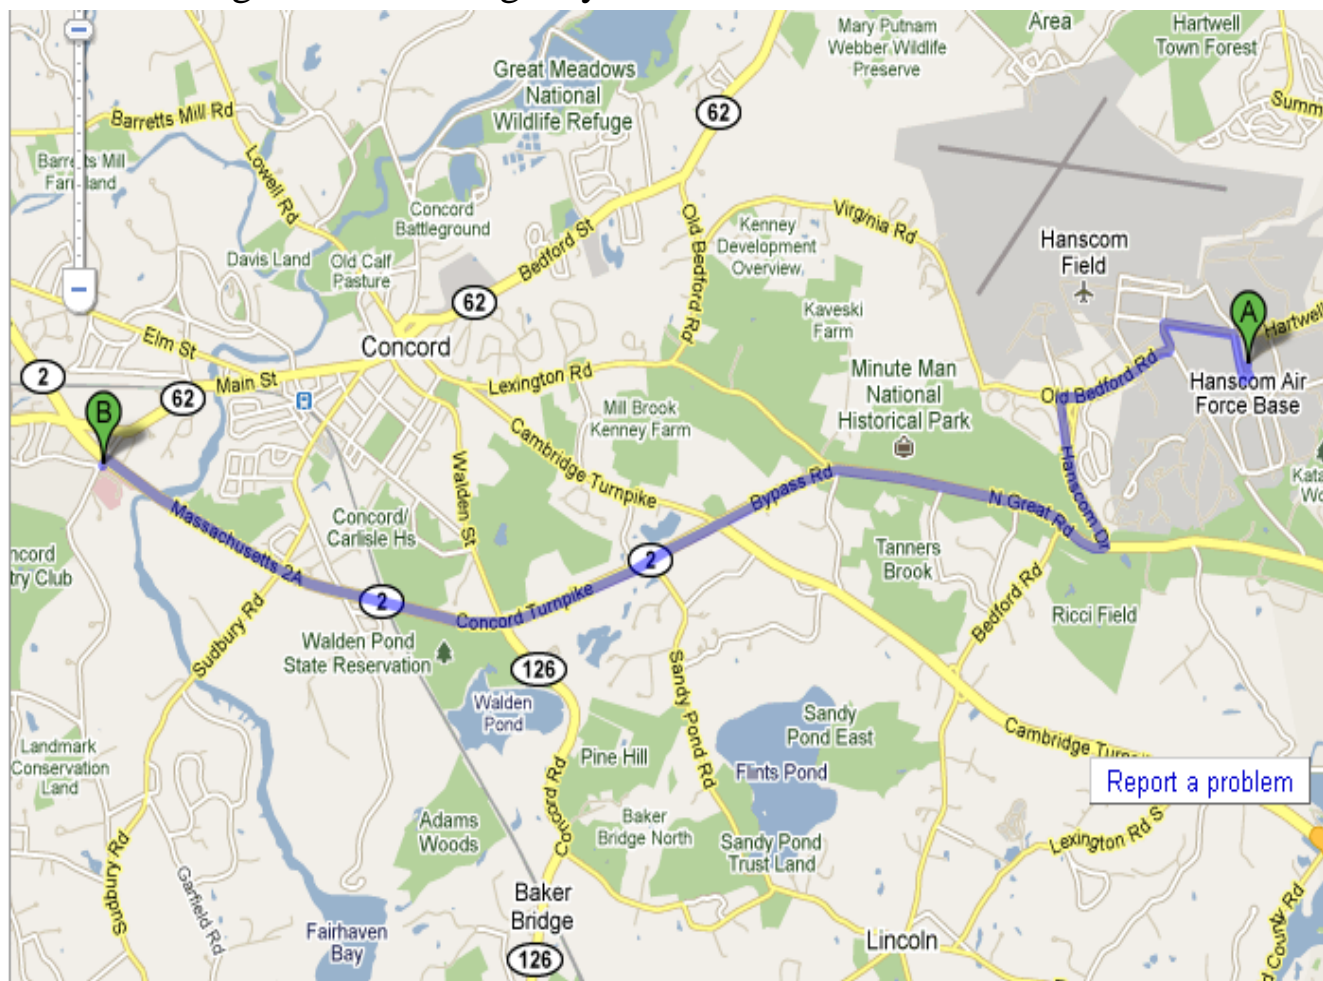 Mary Putnam
Webber Wildlife
Preserve
Area
Hartwell
Town Forest
Great Meadows
National
Wildlife Refuge
62
Summ
Barretts Mill Rd
Lowell Rd
Concord
Battleground
Davis Land
Old Calf
Pasture
Bedford St
Old Bedford Rd
Kenney
Development
Overview
Virginia Rd
Hanscom
Field
62
Kaveski
Farm
A
Hartwell
Elm St
Concord
Main St
2
62
B
Lexington Rd
Minute Man
National
Historical Park
Old Bedford Rd
Hanscom Air
Force Base
Mill Brook
Kenney Farm
Cambridge Turnpike
Walden St
Bypass Rd
Hanscom Dr
N Great Rd
Massachusetts 2A
Concord/
Carlisle Hs
Tanners
Brook
2
2
Concord Turnpike
Bedford Rd
Ricci Field
Sudbury Rd
Walden Pond
State Reservation
126
Walden
Pond
Sandy Pond Rd
Sandy
Pond East
Landmark
Conservation
Land
Pine Hill
Flints Pond
Concord Rd
Report a problem
Adams
Woods
Baker
Bridge North
Sandy Pond
Trust Land
Lexington Rd S
Sudbury Rd
Garfield Rd
Baker
Bridge
Fairhaven
Bay
Lincoln
126
County Rd